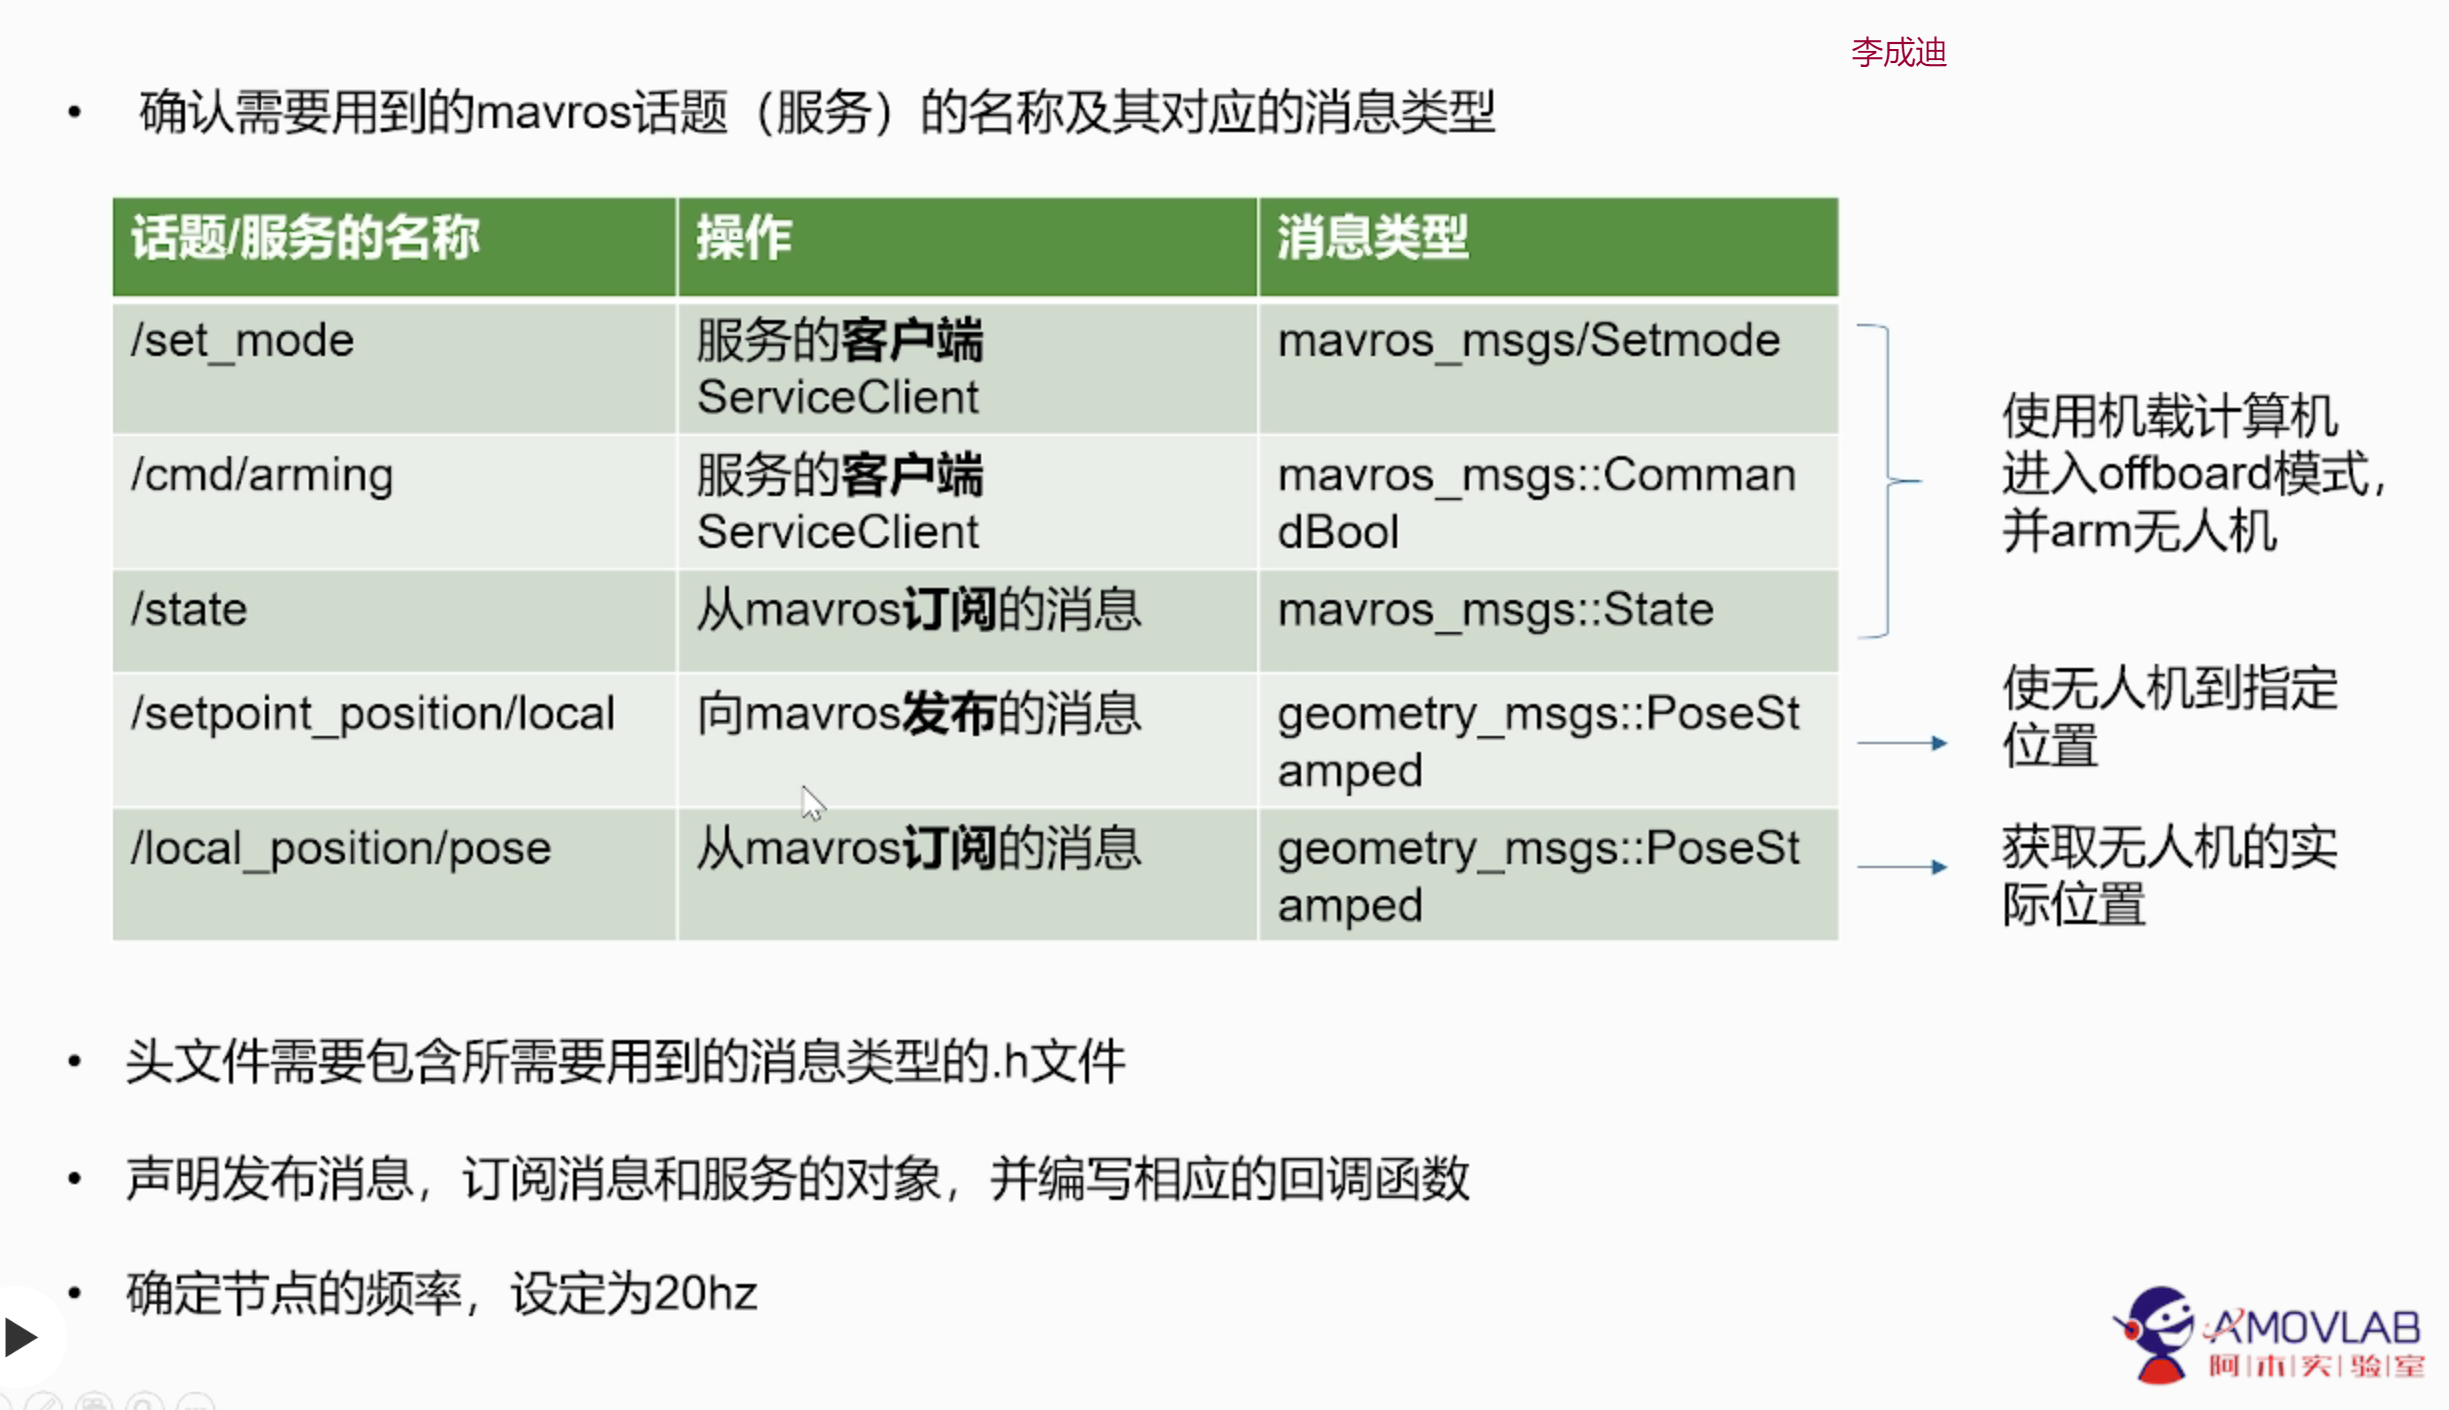 李成迪
• 确认需要用到的mavros话题（服务）的名称及其对应的消息类型
话题/服务的名称 操作 消息类型
/set_mode 服务的客户端 mavros_msgs/Setmode
ServiceClient
/cmd/arming 服务的客户端 mavros_msgs::Comman
ServiceClient dBool
/state 从mavros订阅的消息 mavros_msgs::State
/setpoint_position/local 向mavros发布的消息 geometry_msgs::PoseSt
amped
/local_position/pose 从mavros订阅的消息 geometry_msgs::PoseSt
amped
使用机载计算机
进入offboard模式，
并arm无人机
使无人机到指定
位置
获取无人机的实
际位置
• 头文件需要包含所需要用到的消息类型的.h文件
• 声明发布消息，订阅消息和服务的对象，并编写相应的回调函数
• 确定节点的频率，设定为20hz
AMOVLAB
阿|木|实|验|室